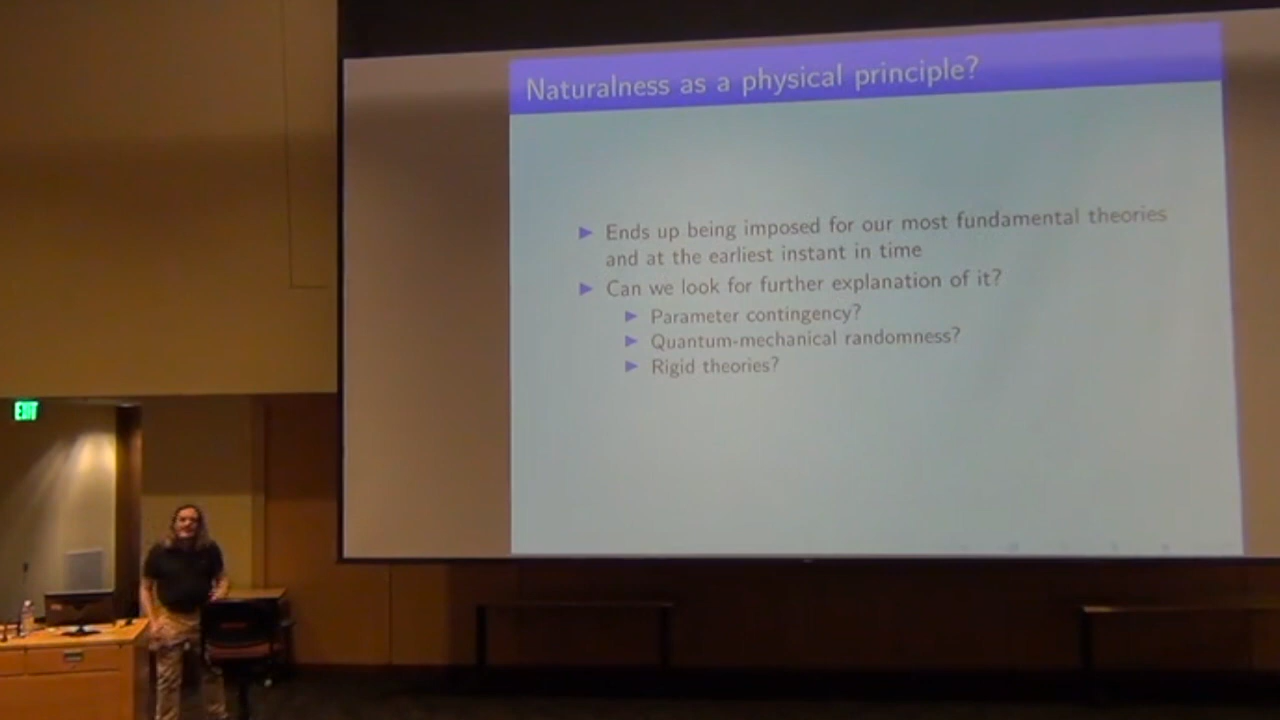 Naturalness as a physical principle?
Ends up being imposed for our most fundamental theories
and at the earliest instant in time
Can we look for further explanation of it?
Parameter contingency?
Quantum-mechanical randomness?
Rigid theories?
EXIT